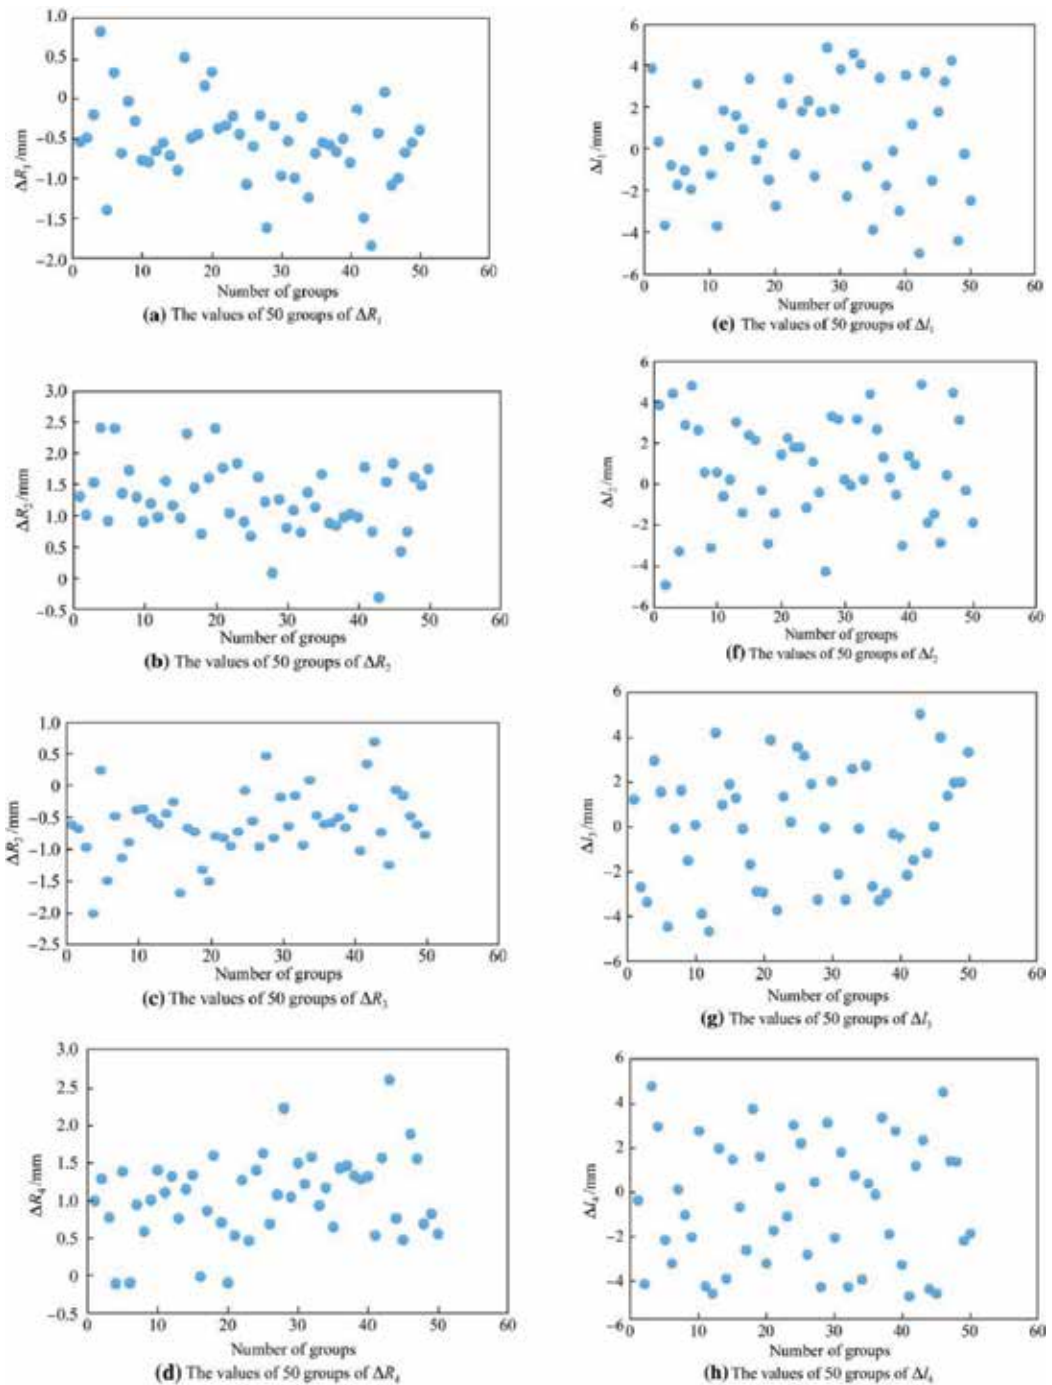 1.0
0.5
0
−0.5
−1.0
−1.5
−2.0
ΔR₁/mm
0 10 20 30 40 50 60
Number of groups
(a) The values of 50 groups of ΔR₁
3.0
2.5
2.0
1.5
1.0
0.5
0
−0.5
ΔR₂/mm
0 10 20 30 40 50 60
Number of groups
(b) The values of 50 groups of ΔR₂
1.0
0.5
0
−0.5
−1.0
−1.5
−2.0
−2.5
ΔR₂/mm
0 10 20 30 40 50 60
Number of groups
(c) The values of 50 groups of ΔR₃
3.0
2.5
2.0
1.5
1.0
0.5
0
−0.5
ΔR₄/mm
0 10 20 30 40 50 60
Number of groups
(d) The values of 50 groups of ΔR₄
6
4
2
0
−2
−4
−6
Δl₁/mm
0 10 20 30 40 50 60
Number of groups
(e) The values of 50 groups of Δl₁
6
4
2
0
−2
−4
−6
Δl₂/mm
0 10 20 30 40 50 60
Number of groups
(f) The values of 50 groups of Δl₂
6
4
2
0
−2
−4
−6
Δl₃/mm
0 10 20 30 40 50 60
Number of groups
(g) The values of 50 groups of Δl₃
6
4
2
0
−2
−4
−6
Δl₄/mm
0 10 20 30 40 50 60
Number of groups
(h) The values of 50 groups of Δl₄